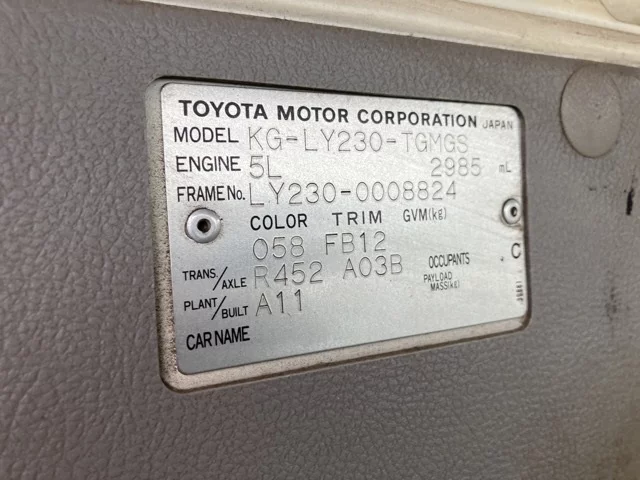 TOYOTA MOTOR CORPORATION JAPAN
MODEL KG-LY230-TGMGS
ENGINE 5L 2985 mL
FRAME No. LY230-0008824
COLOR TRIM GVM(kg)
058 FB12
C
TRANS./AXLE R452 A03B OCCUPANTS
PAYLOAD MASS(kg)
PLANT/BUILT A11
CAR NAME